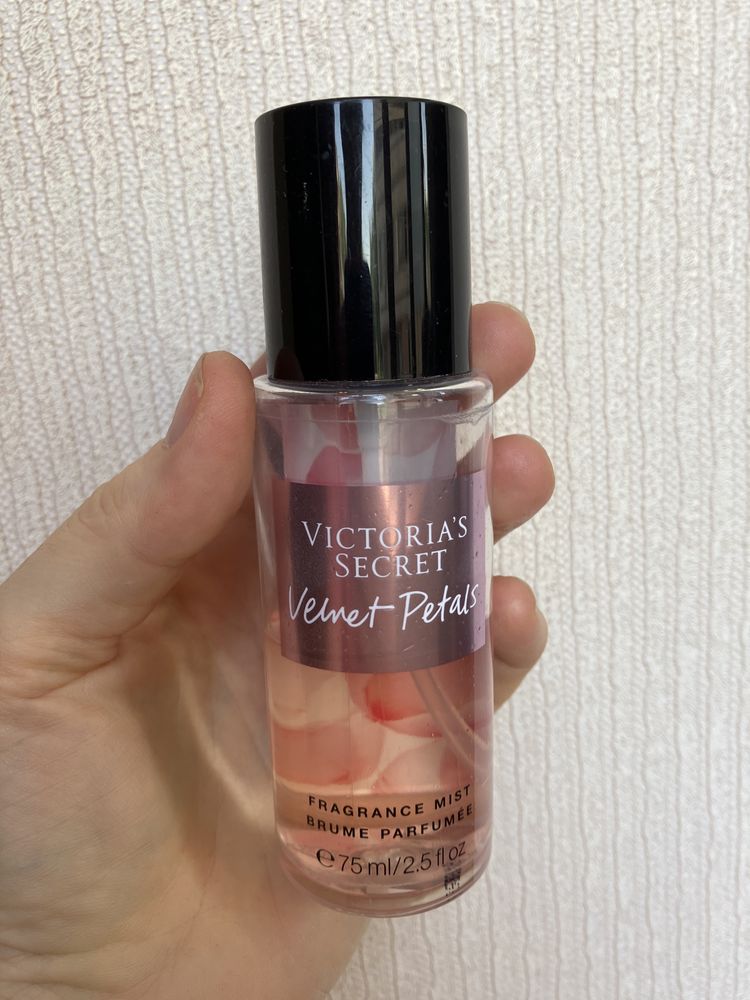 VICTORIA'S
SECRET
Velvet Petals
FRAGRANCE MIST
BRUME PARFUMÉE
℮75 ml/2.5 fl oz